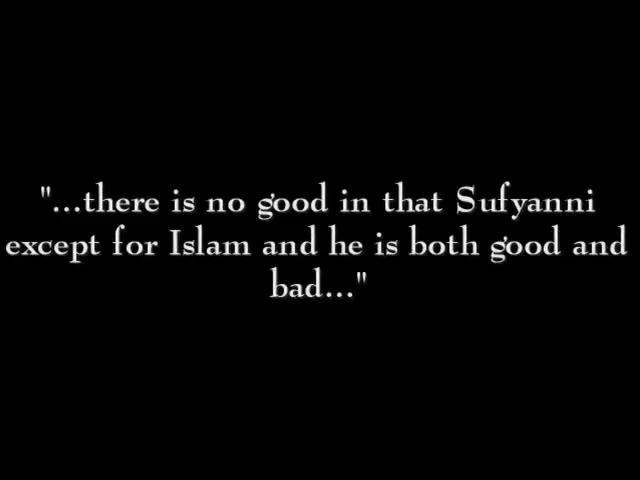 "...there is no good in that Sufyanni
except for Islam and he is both good and
bad..."